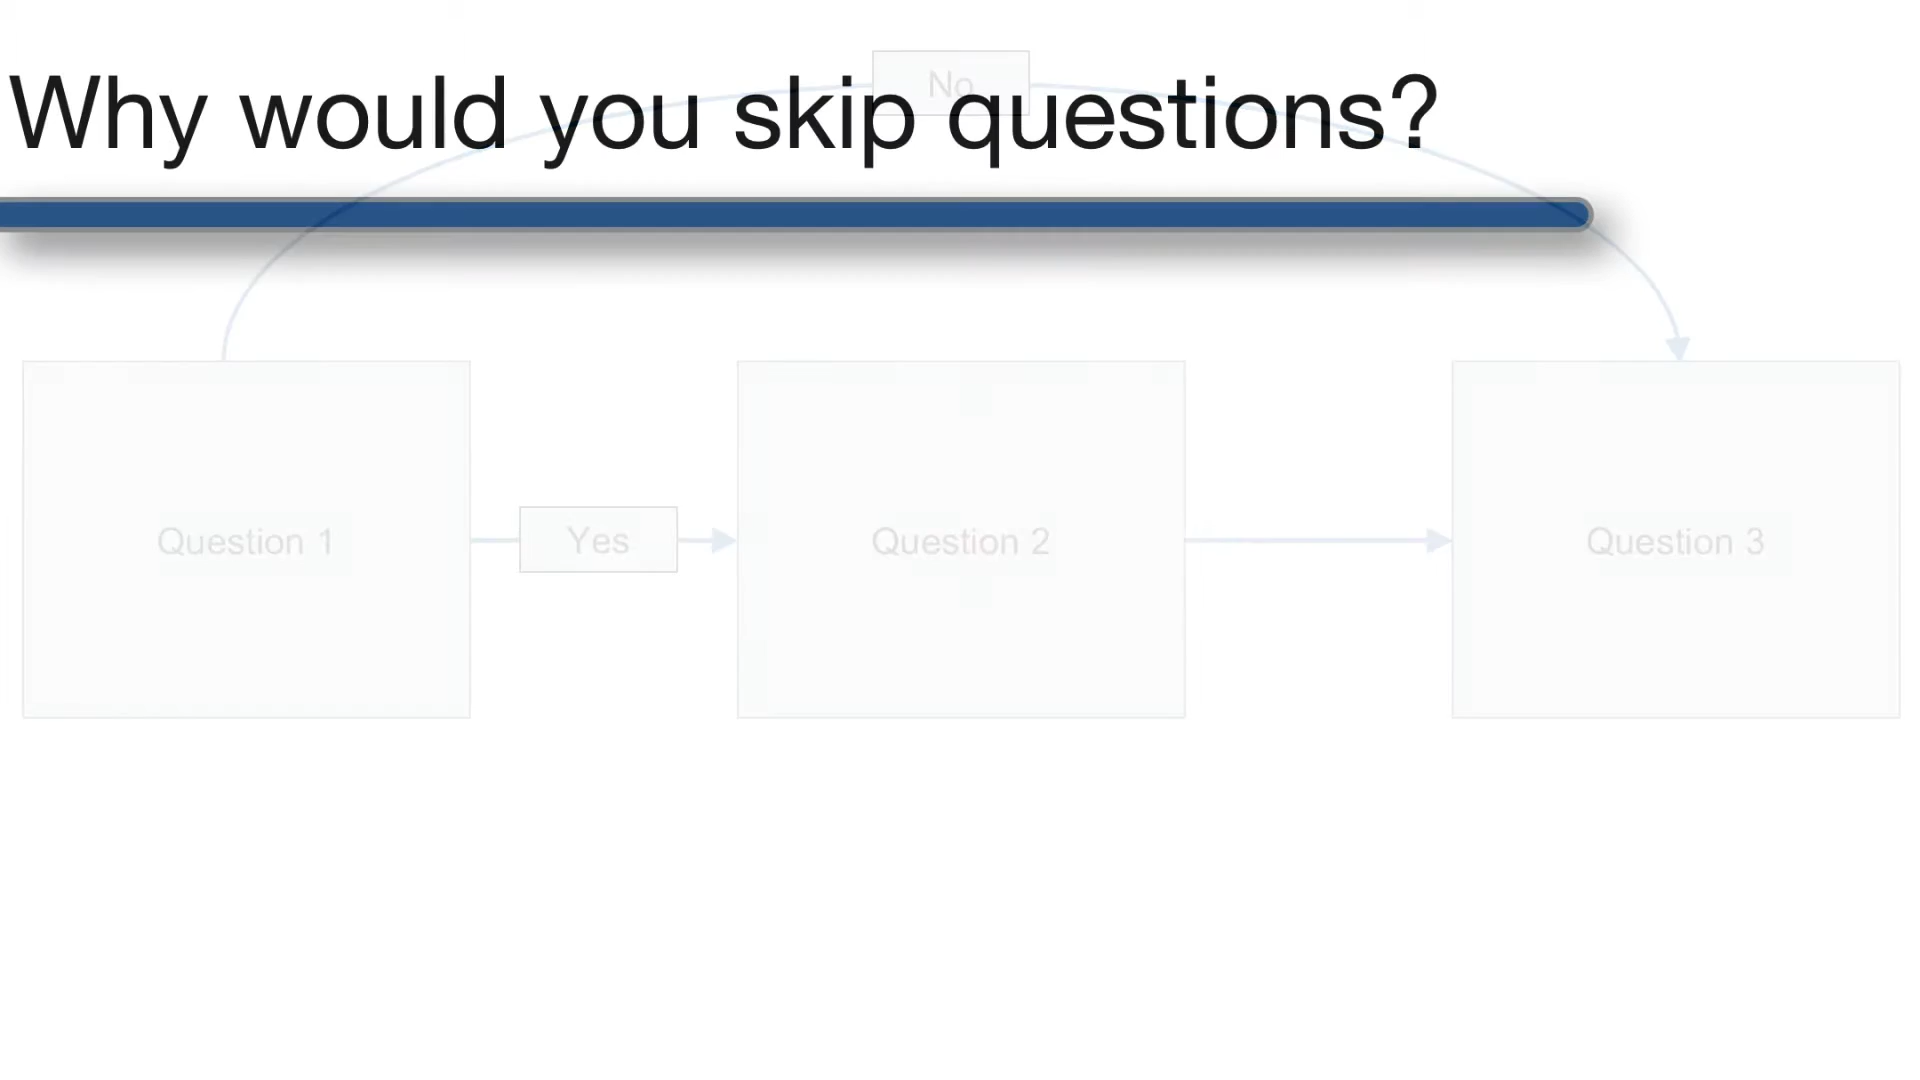 No
Why would you skip questions?
Question 1
Yes
Question 2
Question 3